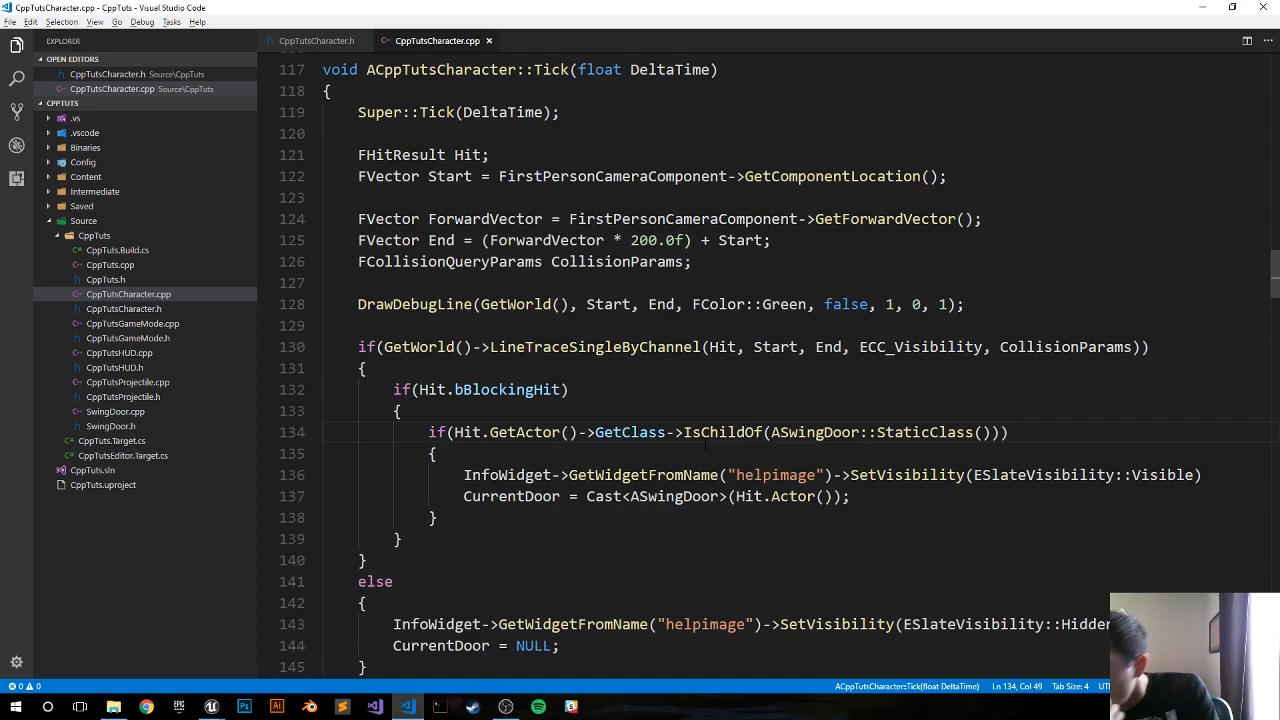 CppTutsCharacter.cpp - CppTuts - Visual Studio Code
File Edit Selection View Go Debug Tasks Help
EXPLORER
OPEN EDITORS
CppTutsCharacter.h Source\CppTuts
CppTutsCharacter.cpp Source\CppTuts
CPPTUTS
.vs
.vscode
Binaries
Config
Content
Intermediate
Saved
Source
CppTuts
CppTuts.Build.cs
CppTuts.cpp
CppTuts.h
CppTutsCharacter.cpp
CppTutsCharacter.h
CppTutsGameMode.cpp
CppTutsGameMode.h
CppTutsHUD.cpp
CppTutsHUD.h
CppTutsProjectile.cpp
CppTutsProjectile.h
SwingDoor.cpp
SwingDoor.h
CppTuts.Target.cs
CppTutsEditor.Target.cs
CppTuts.sln
CppTuts.uproject
CppTutsCharacter.h CppTutsCharacter.cpp
117 void ACppTutsCharacter::Tick(float DeltaTime)
118 {
119 Super::Tick(DeltaTime);
120
121 FHitResult Hit;
122 FVector Start = FirstPersonCameraComponent->GetComponentLocation();
123
124 FVector ForwardVector = FirstPersonCameraComponent->GetForwardVector();
125 FVector End = (ForwardVector * 200.0f) + Start;
126 FCollisionQueryParams CollisionParams;
127
128 DrawDebugLine(GetWorld(), Start, End, FColor::Green, false, 1, 0, 1);
129
130 if(GetWorld()->LineTraceSingleByChannel(Hit, Start, End, ECC_Visibility, CollisionParams))
131 {
132 if(Hit.bBlockingHit)
133 {
134 if(Hit.GetActor()->GetClass->IsChildOf(ASwingDoor::StaticClass()))
135 {
136 InfoWidget->GetWidgetFromName("helpimage")->SetVisibility(ESlateVisibility::Visible)
137 CurrentDoor = Cast<ASwingDoor>(Hit.Actor());
138 }
139 }
140 }
141 else
142 {
143 InfoWidget->GetWidgetFromName("helpimage")->SetVisibility(ESlateVisibility::Hidden
144 CurrentDoor = NULL;
145 }
0 0 ACppTutsCharacter::Tick(float DeltaTime) Ln 134, Col 49 Tab Size: 4